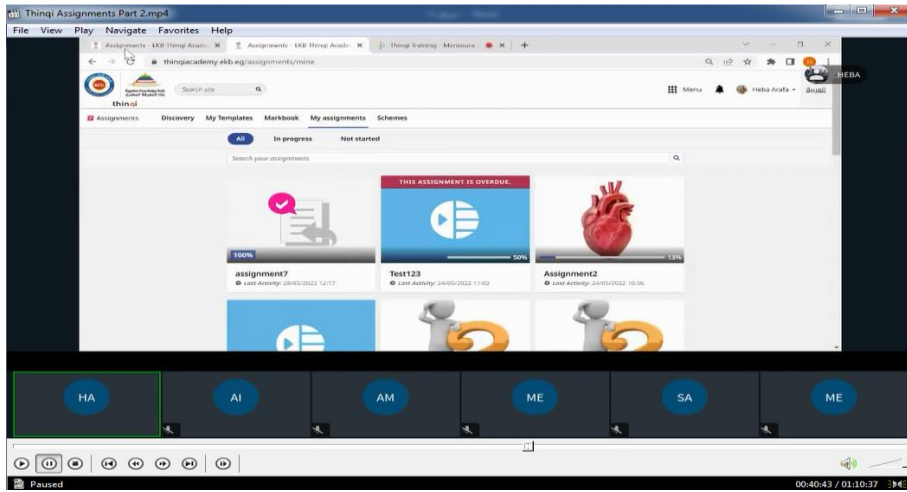 Thinqi Assignments Part 2.mp4
File View Play Navigate Favorites Help
Assignments - EKB Thinqi Acade
Assignments - EKB Thinqi Acade
Thinqi Training - Mansoura
thinqiacademy.ekb.eg/assignments/mine
HEBA
thinqi
Search site
Menu
Heba Arafa
Assignments
Discovery
My Templates
Markbook
My assignments
Schemes
All
In progress
Not started
Search your assignments
THIS ASSIGNMENT IS OVERDUE.
100%
50%
13%
assignment7
Test123
Assignment2
Last Activity: 28/05/2022 12:17
Last Activity: 24/05/2022 11:02
Last Activity: 24/05/2022 10:56
HA
AI
AM
ME
SA
ME
Paused
00:40:43 / 01:10:37